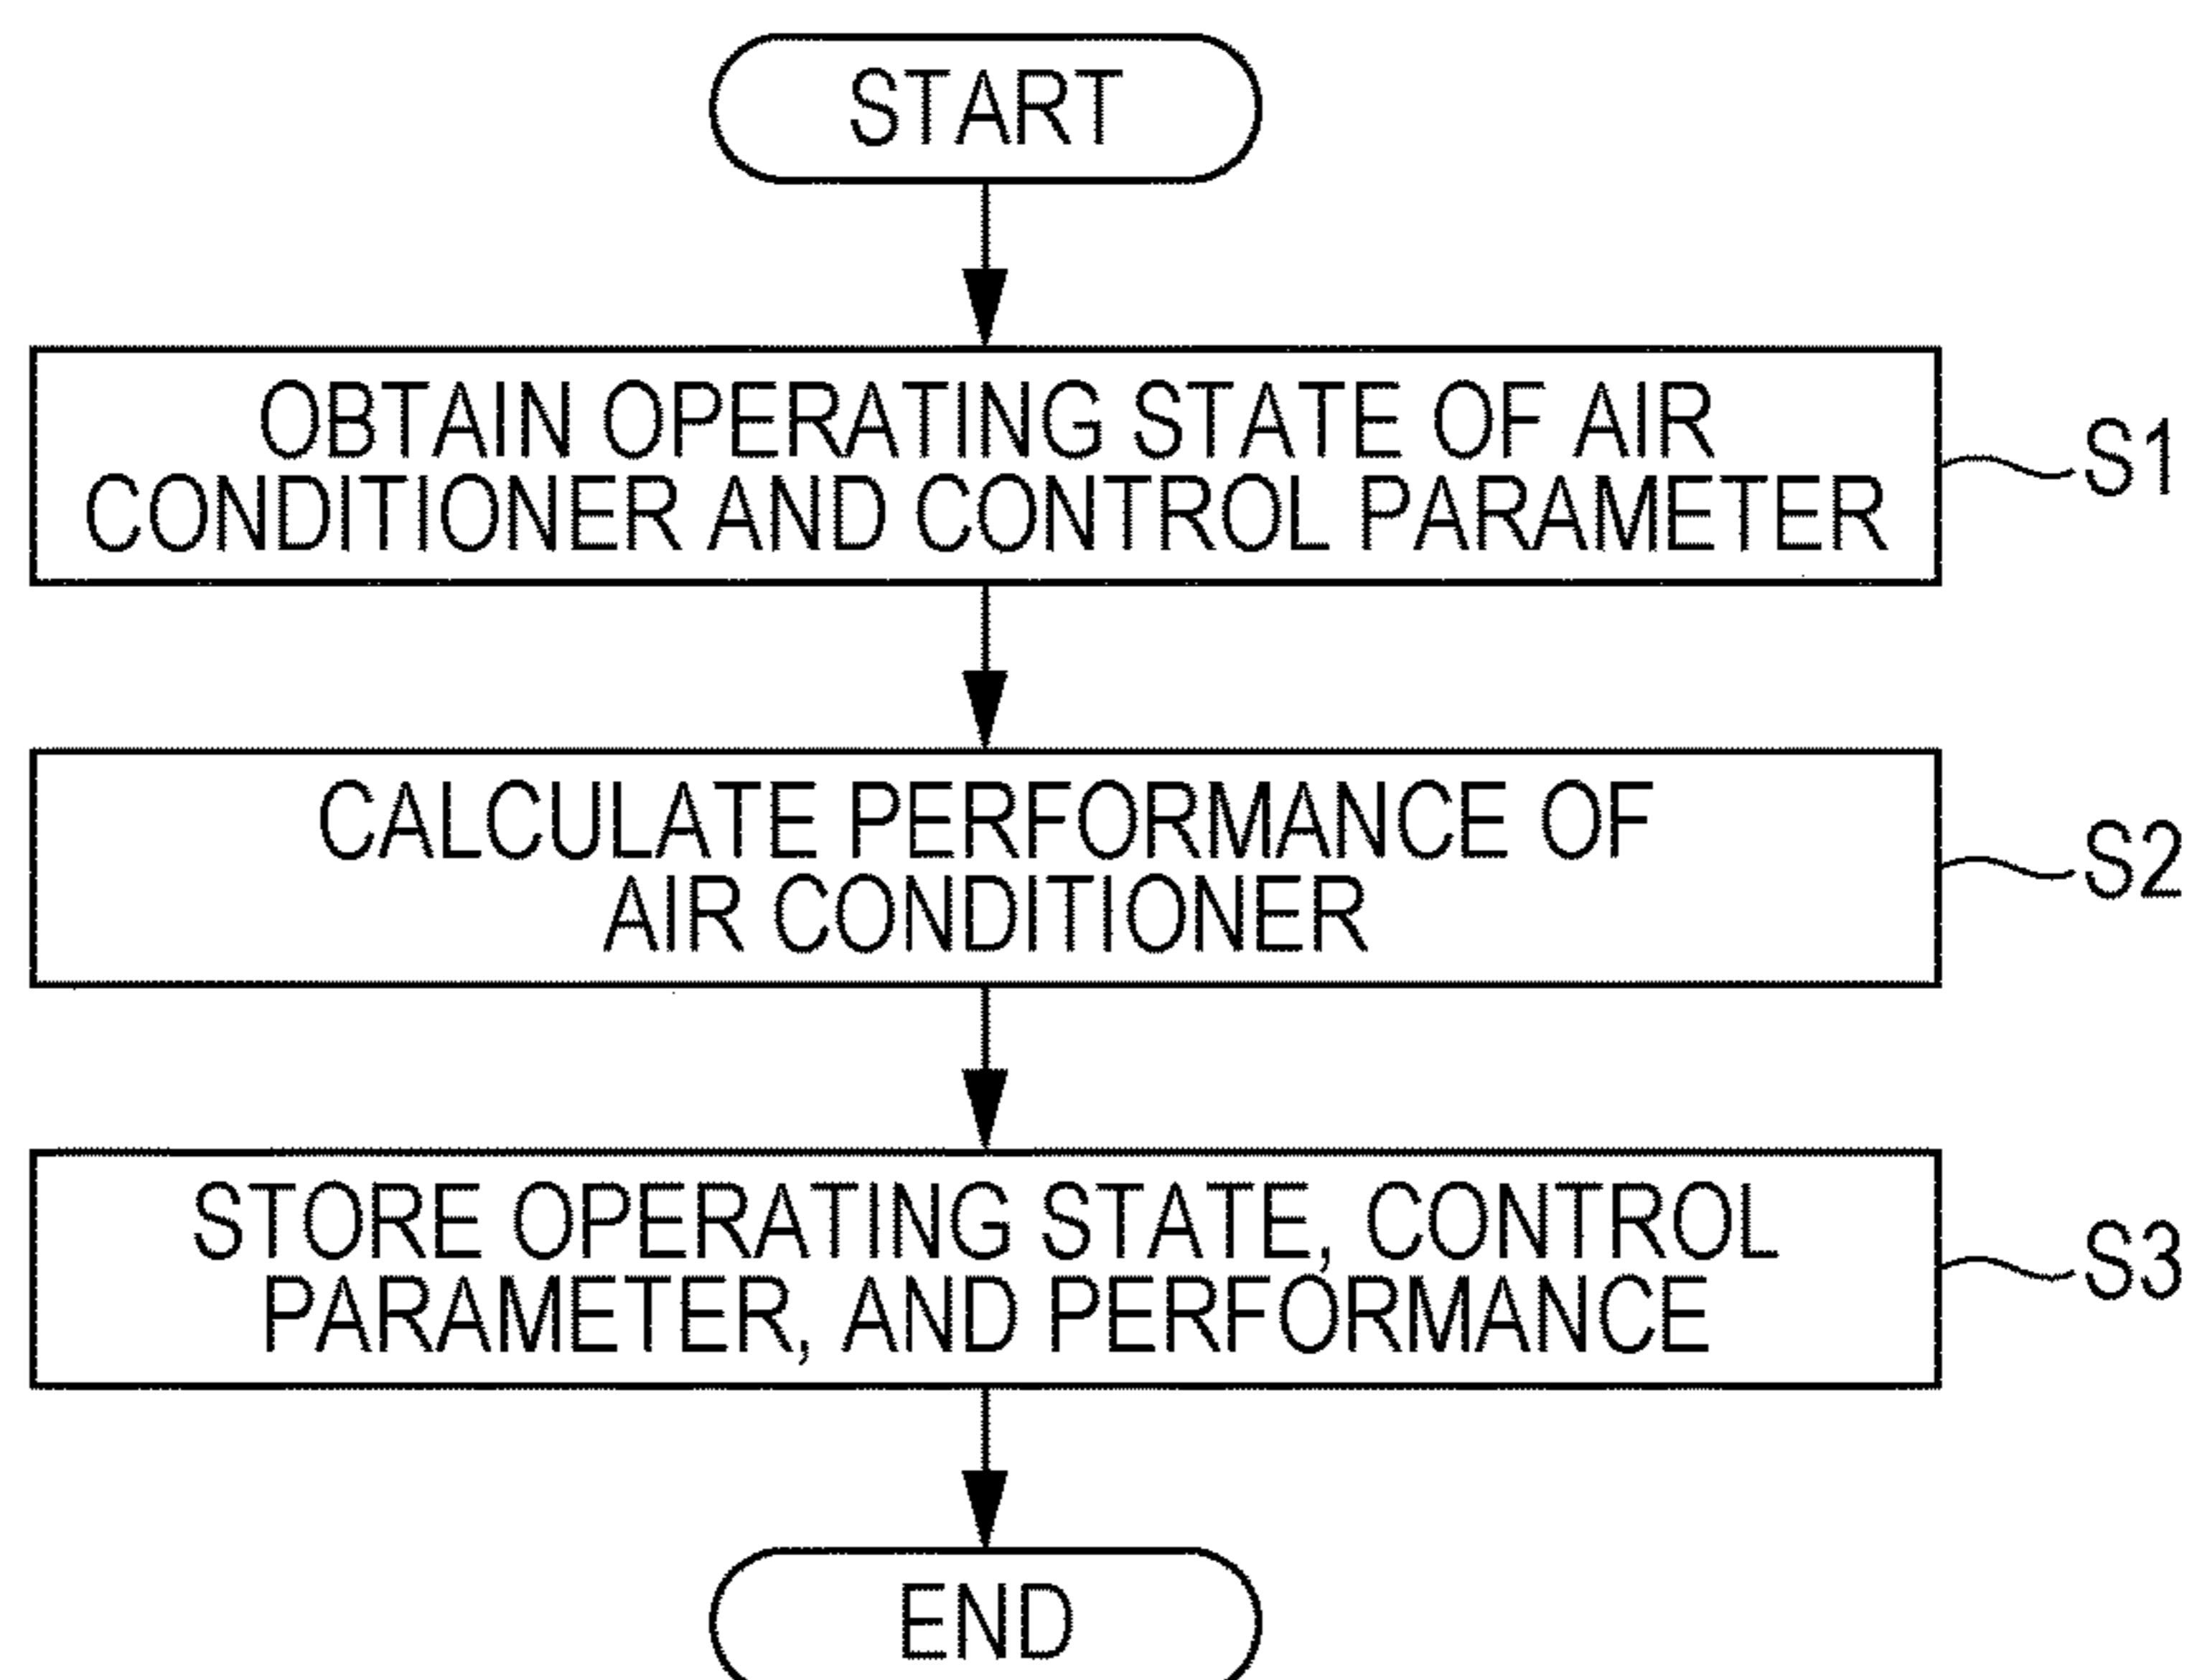 START
OBTAIN OPERATING STATE OF AIR
CONDITIONER AND CONTROL PARAMETER
S1
CALCULATE PERFORMANCE OF
AIR CONDITIONER
S2
STORE OPERATING STATE, CONTROL
PARAMETER, AND PERFORMANCE
S3
END